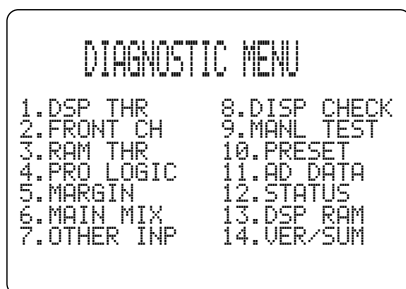 DIAGNOSTIC MENU
1.DSP THR
2.FRONT CH
3.RAM THR
4.PRO LOGIC
5.MARGIN
6.MAIN MIX
7.OTHER INP
8.DISP CHECK
9.MANL TEST
10.PRESET
11.AD DATA
12.STATUS
13.DSP RAM
14.VER/SUM